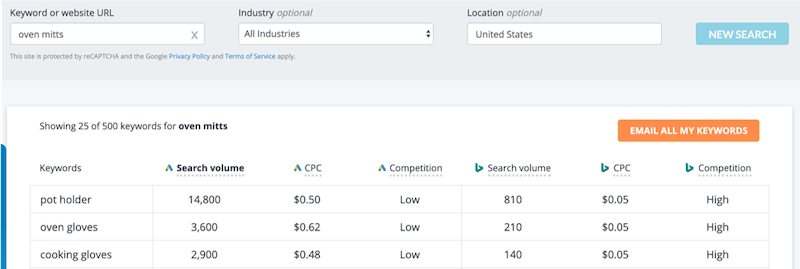 Keyword or website URL Industry optional Location optional
oven mitts X All Industries United States NEW SEARCH
This site is protected by reCAPTCHA and the Google Privacy Policy and Terms of Service apply.
Showing 25 of 500 keywords for oven mitts
EMAIL ALL MY KEYWORDS
Keywords Search volume CPC Competition Search volume CPC Competition
pot holder 14,800 $0.50 Low 810 $0.05 High
oven gloves 3,600 $0.62 Low 210 $0.05 High
cooking gloves 2,900 $0.48 Low 140 $0.05 High